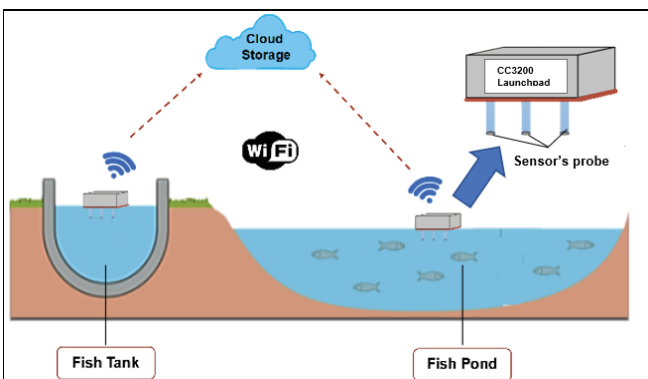 Cloud
Storage
CC3200
Launchpad
WiFi
Sensor's probe
Fish Tank
Fish Pond